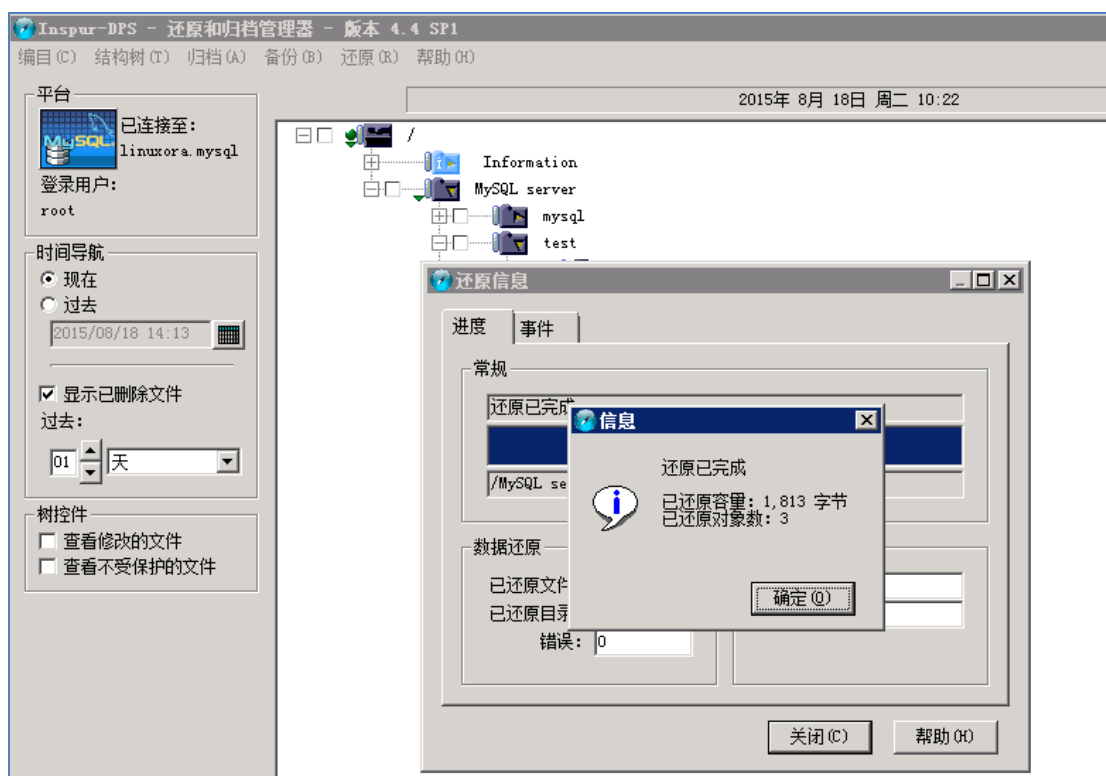 Inspur-DPS - 还原和归档管理器 - 版本 4.4 SP1
编目(C) 结构树(T) 归档(A) 备份(B) 还原(R) 帮助(H)
平台
MySQL
已连接至:
linuxora.mysql
登录用户:
root
时间导航
现在
过去
2015/08/18 14:13
显示已删除文件
过去:
01 天
树控件
查看修改的文件
查看不受保护的文件
2015年 8月 18日 周二 10:22
/
Information
MySQL server
mysql
test
还原信息
进度 事件
常规
还原已完成
/MySQL se
数据还原
已还原文件
已还原目录
错误: 0
关闭(C) 帮助(H)
信息
还原已完成
已还原容量: 1,813 字节
已还原对象数: 3
确定(O)